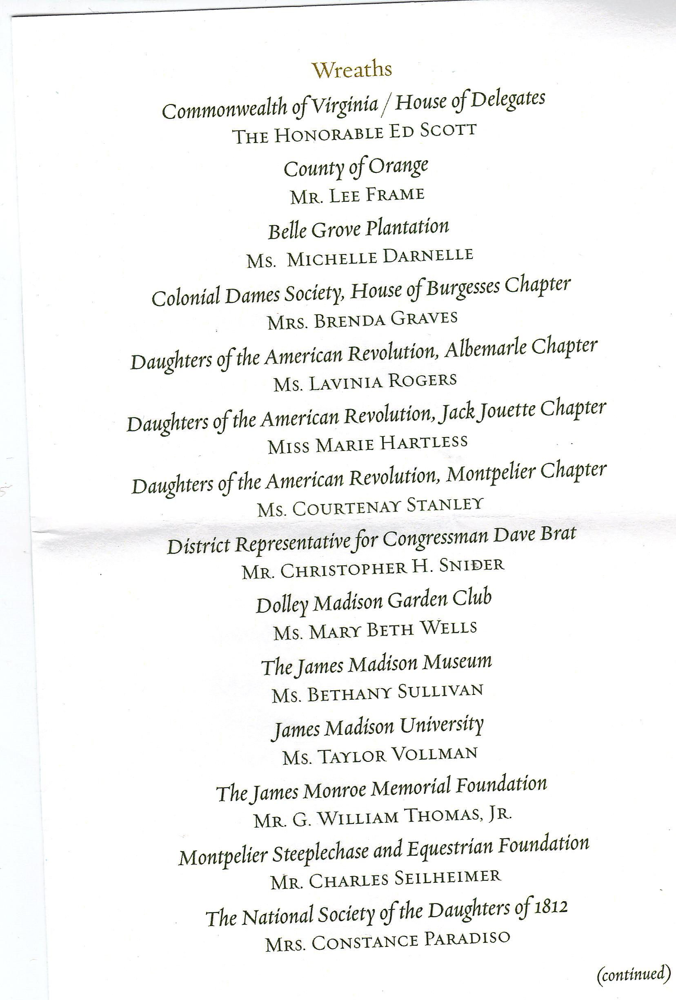 Wreaths
Commonwealth of Virginia / House of Delegates
The Honorable Ed Scott
County of Orange
Mr. Lee Frame
Belle Grove Plantation
Ms. Michelle Darnelle
Colonial Dames Society, House of Burgesses Chapter
Mrs. Brenda Graves
Daughters of the American Revolution, Albemarle Chapter
Ms. Lavinia Rogers
Daughters of the American Revolution, Jack Jouette Chapter
Miss Marie Hartless
Daughters of the American Revolution, Montpelier Chapter
Ms. Courtenay Stanley
District Representative for Congressman Dave Brat
Mr. Christopher H. Snider
Dolley Madison Garden Club
Ms. Mary Beth Wells
The James Madison Museum
Ms. Bethany Sullivan
James Madison University
Ms. Taylor Vollman
The James Monroe Memorial Foundation
Mr. G. William Thomas, Jr.
Montpelier Steeplechase and Equestrian Foundation
Mr. Charles Seilheimer
The National Society of the Daughters of 1812
Mrs. Constance Paradiso
(continued)